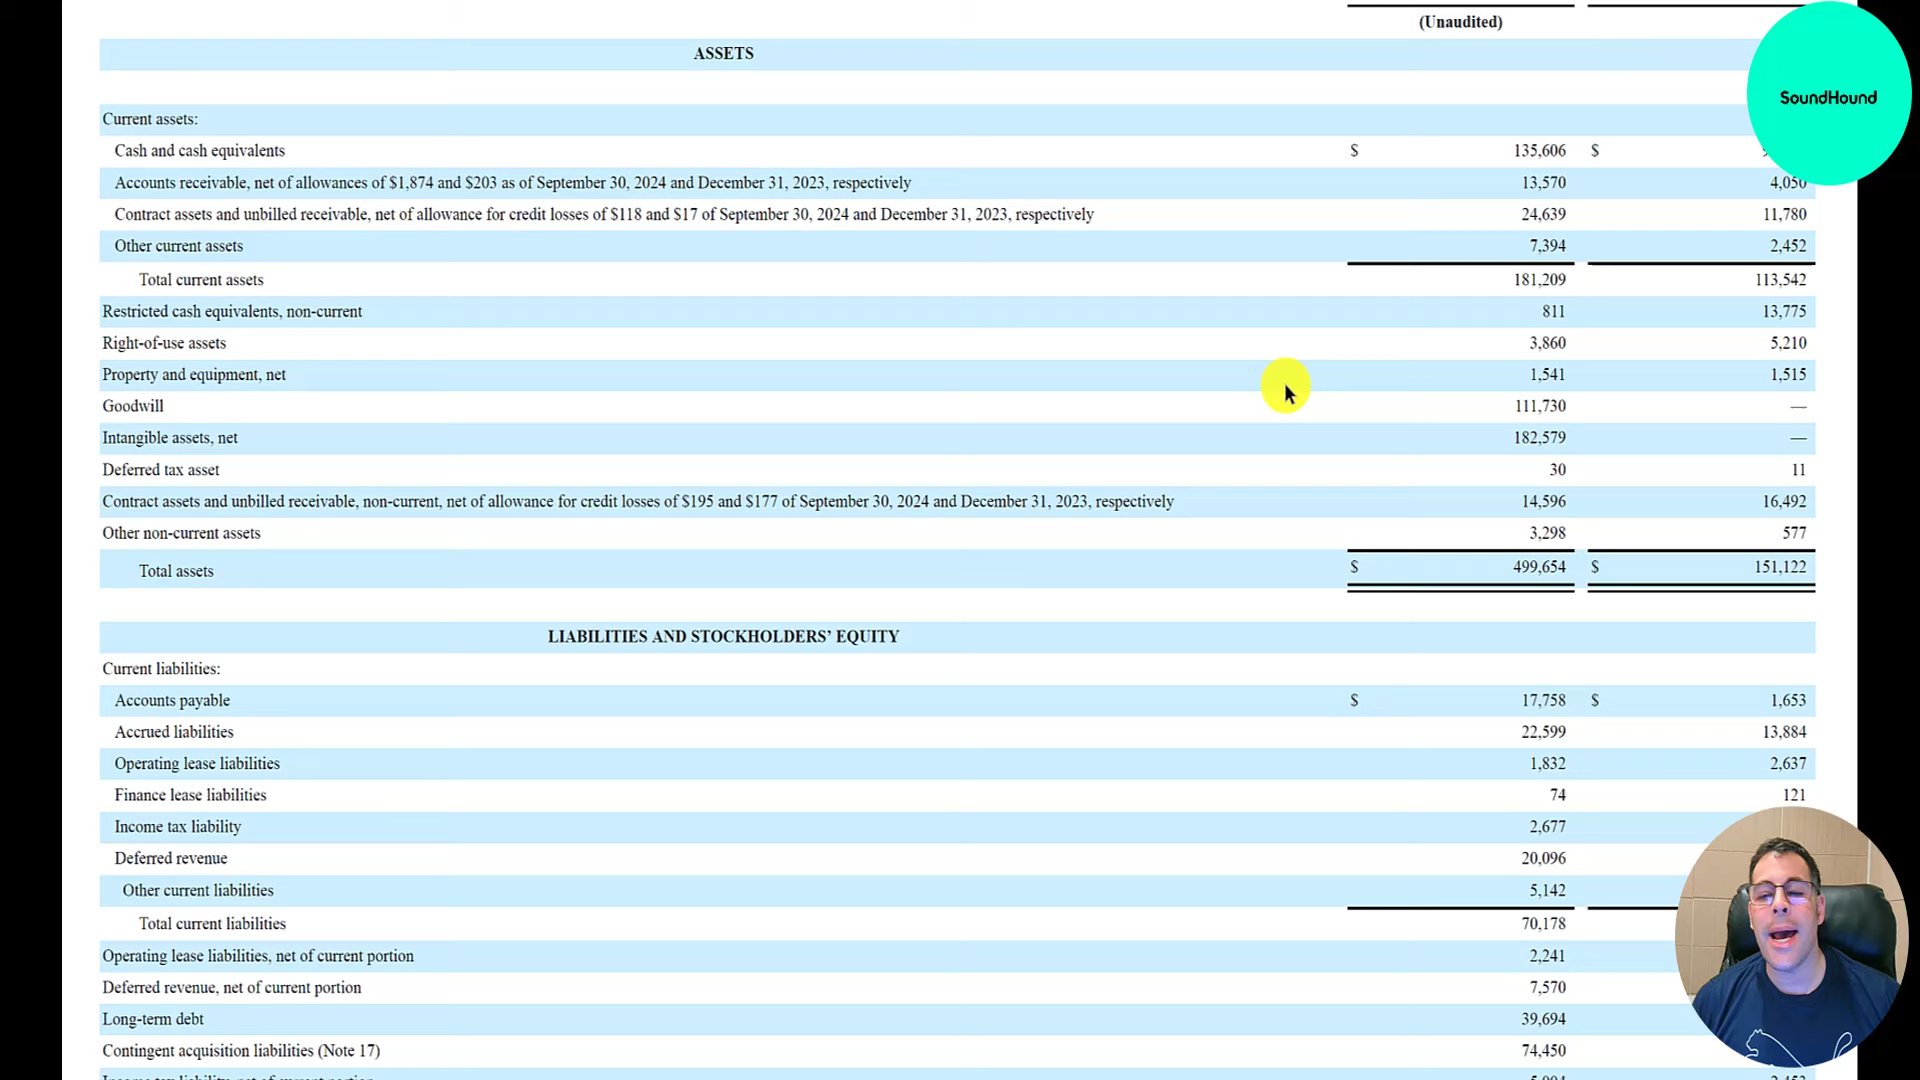 (Unaudited)
ASSETS
SoundHound
Current assets:
Cash and cash equivalents $ 135,606 $
Accounts receivable, net of allowances of $1,874 and $203 as of September 30, 2024 and December 31, 2023, respectively 13,570 4,050
Contract assets and unbilled receivable, net of allowance for credit losses of $118 and $17 of September 30, 2024 and December 31, 2023, respectively 24,639 11,780
Other current assets 7,394 2,452
Total current assets 181,209 113,542
Restricted cash equivalents, non-current 811 13,775
Right-of-use assets 3,860 5,210
Property and equipment, net 1,541 1,515
Goodwill 111,730 —
Intangible assets, net 182,579 —
Deferred tax asset 30 11
Contract assets and unbilled receivable, non-current, net of allowance for credit losses of $195 and $177 of September 30, 2024 and December 31, 2023, respectively 14,596 16,492
Other non-current assets 3,298 577
Total assets $ 499,654 $ 151,122
LIABILITIES AND STOCKHOLDERS’ EQUITY
Current liabilities:
Accounts payable $ 17,758 $ 1,653
Accrued liabilities 22,599 13,884
Operating lease liabilities 1,832 2,637
Finance lease liabilities 74 121
Income tax liability 2,677
Deferred revenue 20,096
Other current liabilities 5,142
Total current liabilities 70,178
Operating lease liabilities, net of current portion 2,241
Deferred revenue, net of current portion 7,570
Long-term debt 39,694
Contingent acquisition liabilities (Note 17) 74,450